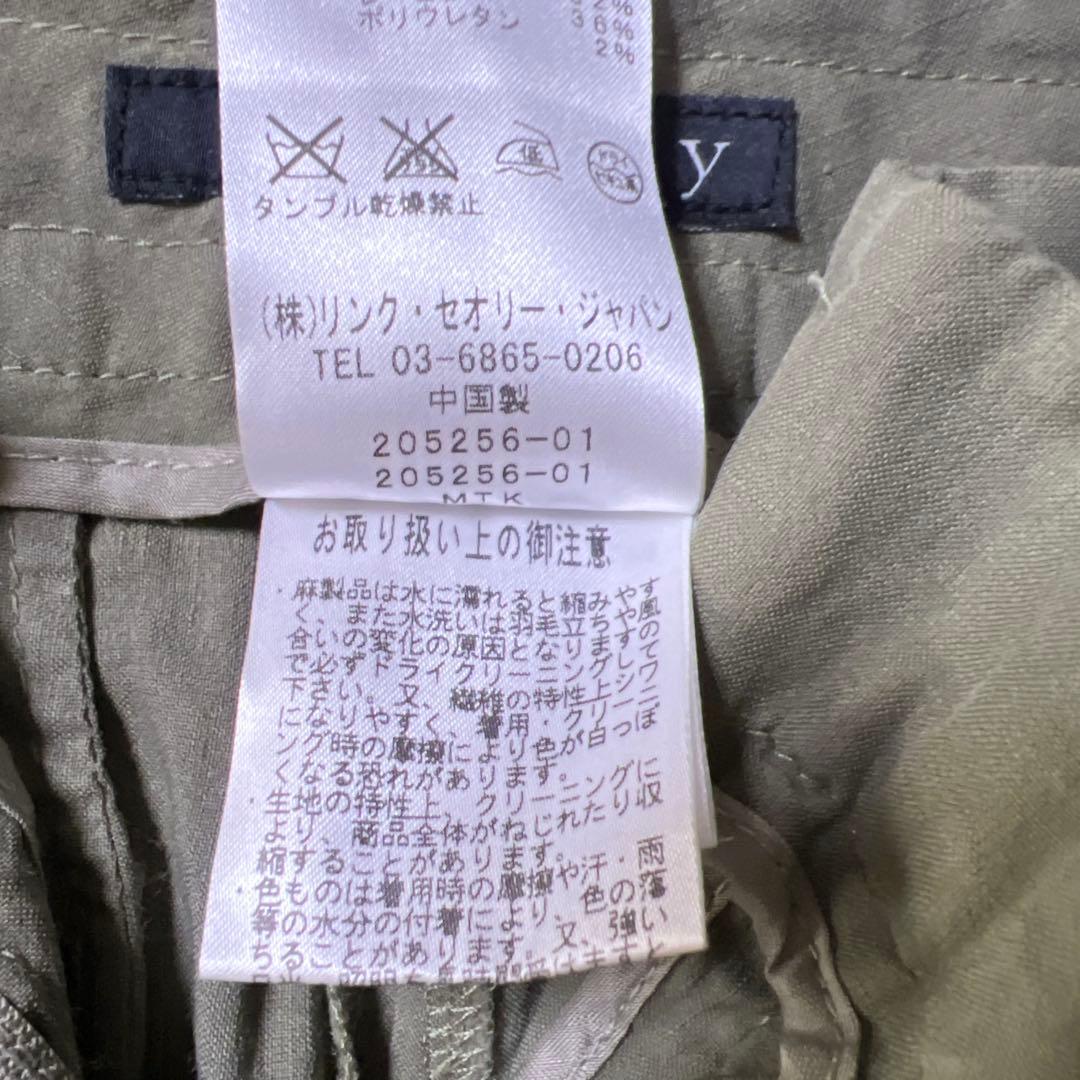 ポリウレタン 2%
y
低
ドライ
タンブル乾燥禁止
(株)リンク・セオリー・ジャパン
TEL 03-6865-0206
中国製
205256-01
205256-01
MTK
お取り扱い上の御注意
・麻製品は水に濡れると縮みやす
く、また水洗いは羽毛立ちや風
合いの変化の原因となりますの
で必ずドライクリーニングして
下さい。又、繊維の特性上シワ
になりやすく、着用・クリーニ
ング時の摩擦により色が白っぽ
くなる恐れがあります。
・生地の特性上、クリーニングに
より、商品全体がねじれたり収
縮することがあります。
・色ものは着用時の摩擦や汗・雨
等の水分の付着により、色の落
ちることがあります。又、強い